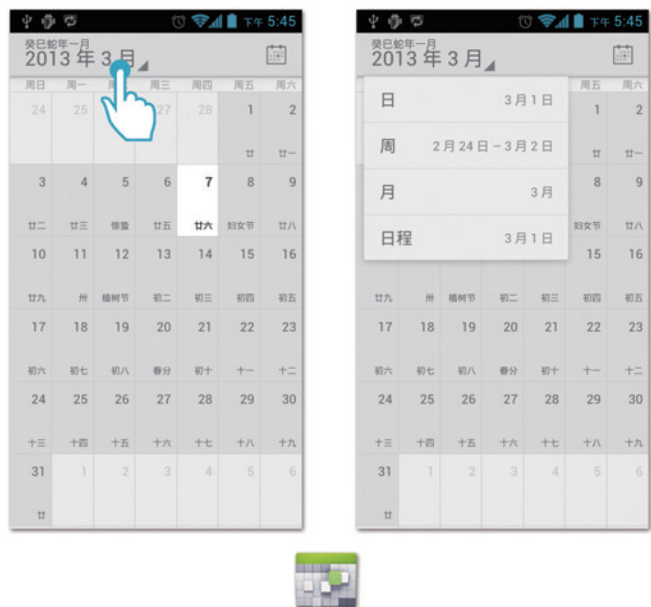 下午 5:45
癸巳蛇年一月
2013 年 3 月
周日 周一 周三 周四 周五 周六
24 25 27 28 1 2
廿 廿一
3 4 5 6 7 8 9
廿二 廿三 惊蛰 廿五 廿六 妇女节 廿八
10 11 12 13 14 15 16
廿九 卅 植树节 初二 初三 初四 初五
17 18 19 20 21 22 23
初六 初七 初八 春分 初十 十一 十二
24 25 26 27 28 29 30
十三 十四 十五 十六 十七 十八 十九
31 1 2 3 4 5 6
廿
下午 5:45
癸巳蛇年一月
2013 年 3 月
周五 周六
日 3 月 1 日
1 2
周 2 月 24 日 – 3 月 2 日
廿 廿一
月 3 月
8 9
日程 3 月 1 日
妇女节 廿八
15 16
廿九 卅 植树节 初二 初三 初四 初五
17 18 19 20 21 22 23
初六 初七 初八 春分 初十 十一 十二
24 25 26 27 28 29 30
十三 十四 十五 十六 十七 十八 十九
31 1 2 3 4 5 6
廿